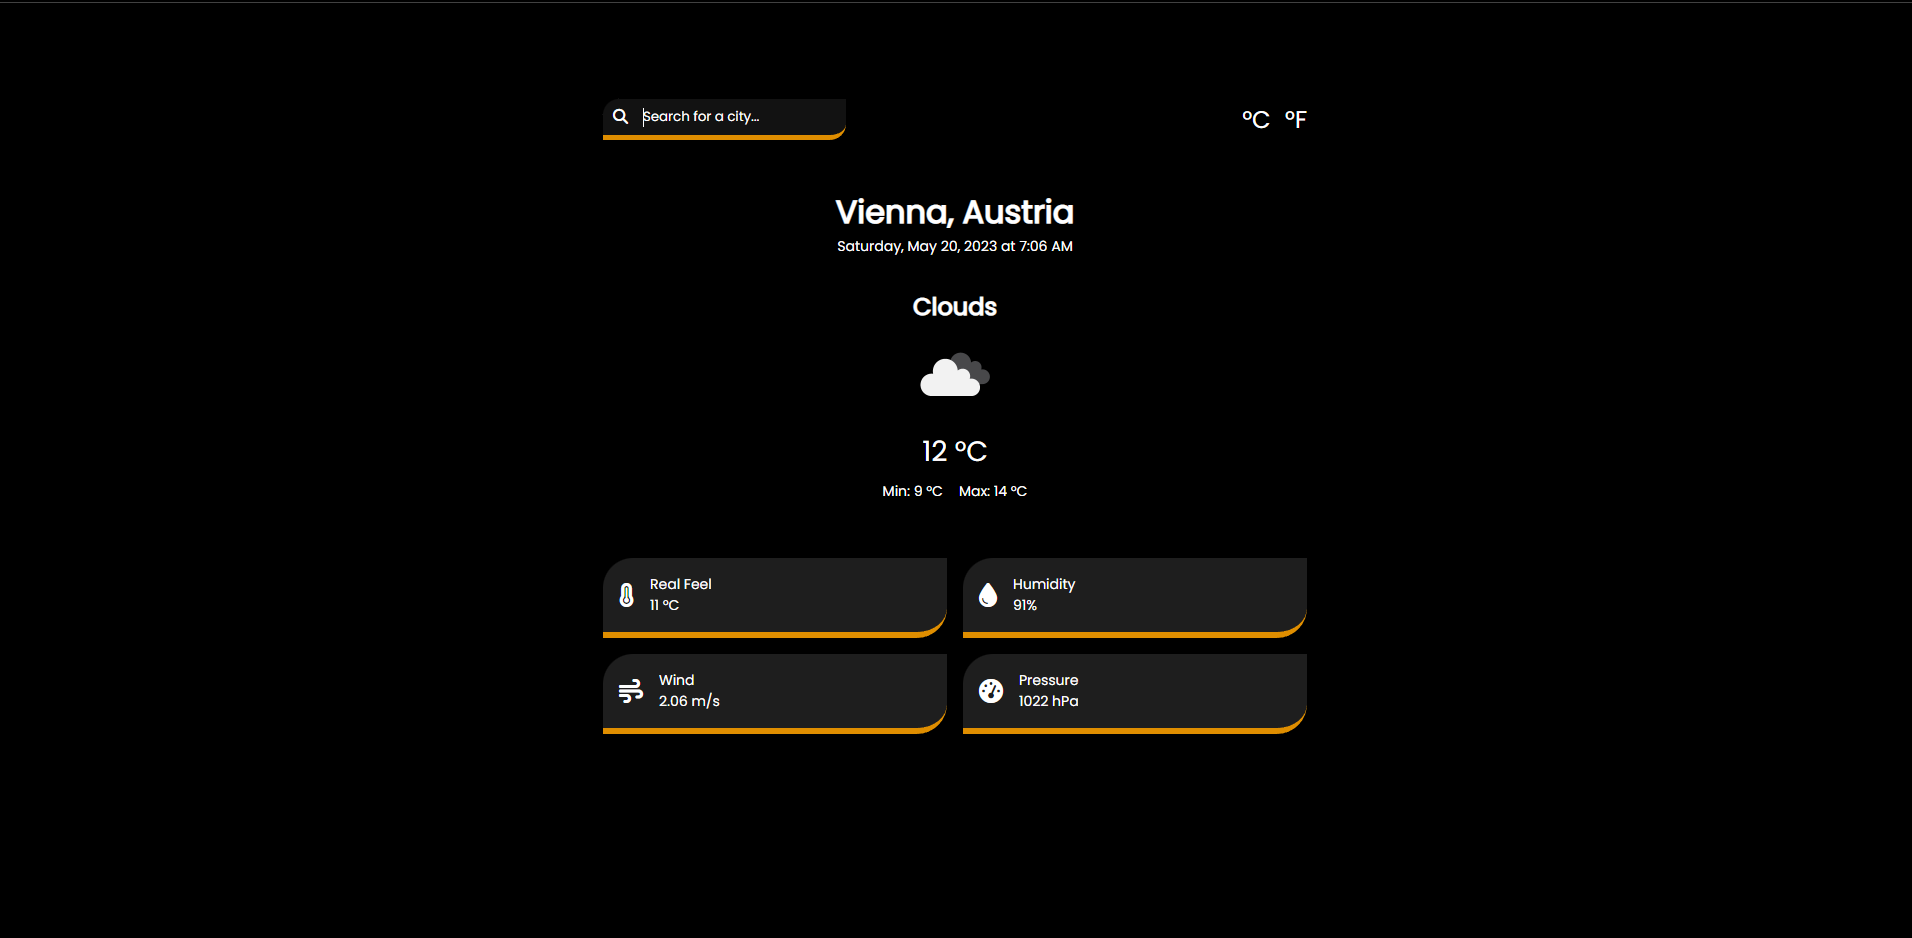 Search for a city...
°C °F
Vienna, Austria
Saturday, May 20, 2023 at 7:06 AM
Clouds
12 °C
Min: 9 °C Max: 14 °C
Real Feel
11 °C
Humidity
91%
Wind
2.06 m/s
Pressure
1022 hPa